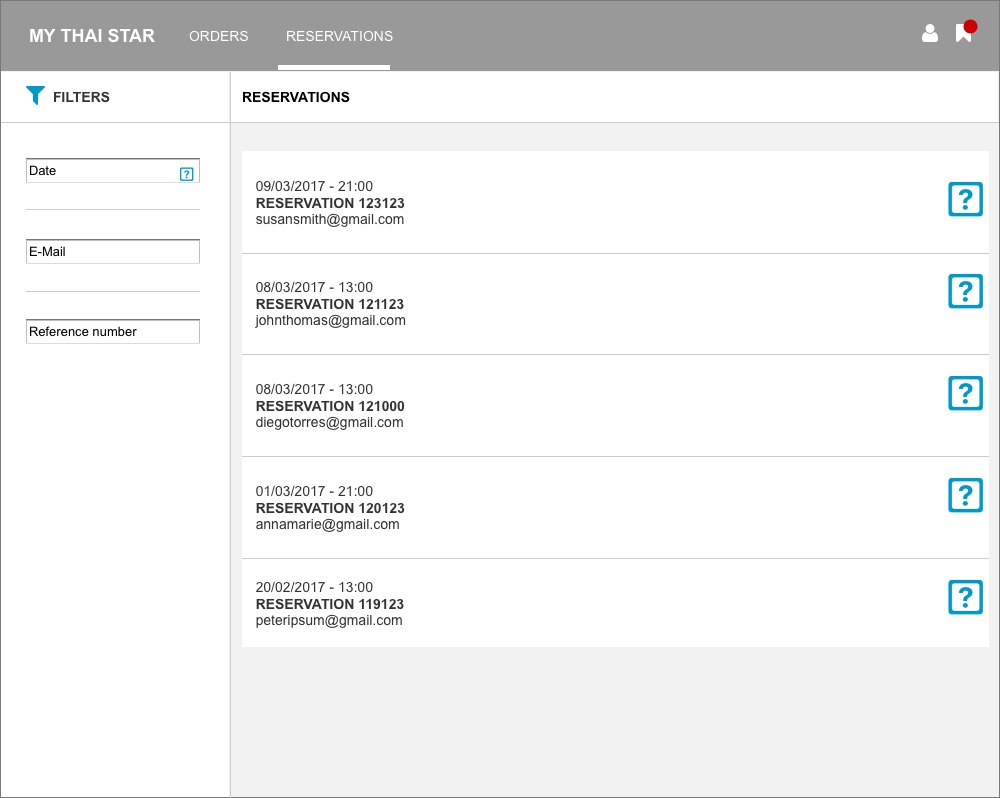 MY THAI STAR
ORDERS
RESERVATIONS
FILTERS
RESERVATIONS
Date
?
E-Mail
Reference number
09/03/2017 - 21:00
RESERVATION 123123
susansmith@gmail.com
?
08/03/2017 - 13:00
RESERVATION 121123
johnthomas@gmail.com
?
08/03/2017 - 13:00
RESERVATION 121000
diegotorres@gmail.com
?
01/03/2017 - 21:00
RESERVATION 120123
annamarie@gmail.com
?
20/02/2017 - 13:00
RESERVATION 119123
peteripsum@gmail.com
?